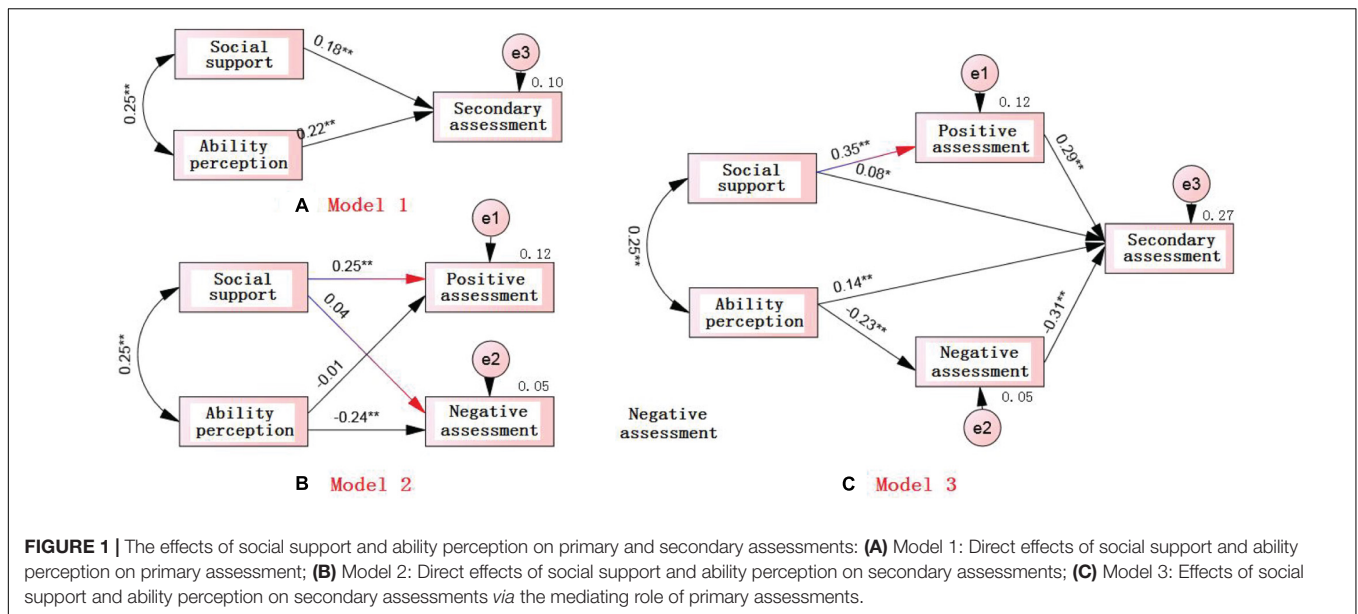 Social
support
0.18**
e3
0.10
0.25**
Secondary
assessment
Ability
perception
0.22**
A Model 1
e1
0.12
Social
support
0.25**
Positive
assessment
0.04
0.25**
-0.01
e2
0.05
Ability
perception
-0.24**
Negative
assessment
B Model 2
e1
0.12
Positive
assessment
0.35**
0.29**
Social
support
0.08*
e3
0.27
0.25**
Secondary
assessment
0.14**
Ability
perception
-0.23**
-0.31**
Negative
assessment
0.05
e2
Negative
assessment
C Model 3
FIGURE 1 | The effects of social support and ability perception on primary and secondary assessments: (A) Model 1: Direct effects of social support and ability
perception on primary assessment; (B) Model 2: Direct effects of social support and ability perception on secondary assessments; (C) Model 3: Effects of social
support and ability perception on secondary assessments via the mediating role of primary assessments.